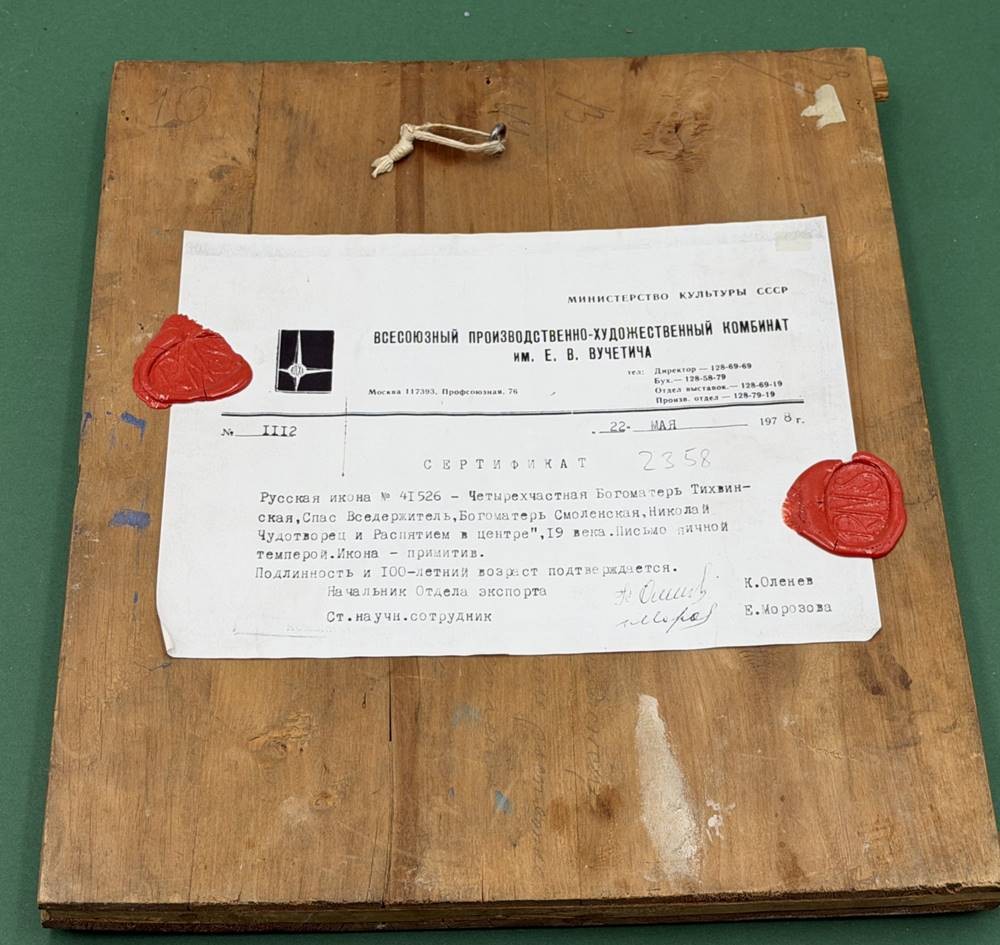 МИНИСТЕРСТВО КУЛЬТУРЫ СССР
ВСЕСОЮЗНЫЙ ПРОИЗВОДСТВЕННО-ХУДОЖЕСТВЕННЫЙ КОМБИНАТ
им. Е. В. ВУЧЕТИЧА
тел: Директор — 128-69-69
Бух.— 128-58-79
Отдел выставок.— 128-69-19
Произв. отдел — 128-79-19
Москва 117393, Профсоюзная, 76
№ III2
22 МАЯ 1978 г.
СЕРТИФИКАТ 2358
Русская икона № 4I526 - Четырехчастная Богоматерь Тихвин-
ская,Спас Вседержитель,Богоматерь Смоленская,Николай
Чудотворец и Распятием в центре",19 века.Письмо яичной
темперой.Икона - примитив.
Подлинность и I00-летний возраст подтверждается.
Начальник Отдела экспорта К.Оленев
Ст.научн.сотрудник Е.Морозова